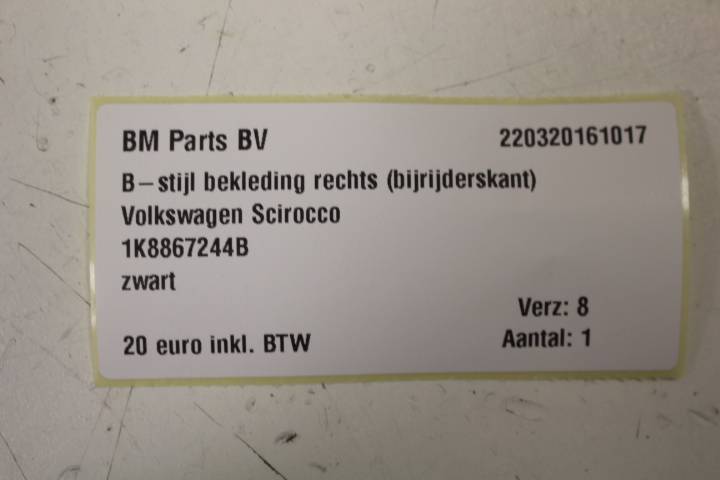 BM Parts BV 220320161017
B–stijl bekleding rechts (bijrijderskant)
Volkswagen Scirocco
1K8867244B
zwart
Verz: 8
20 euro inkl. BTW Aantal: 1